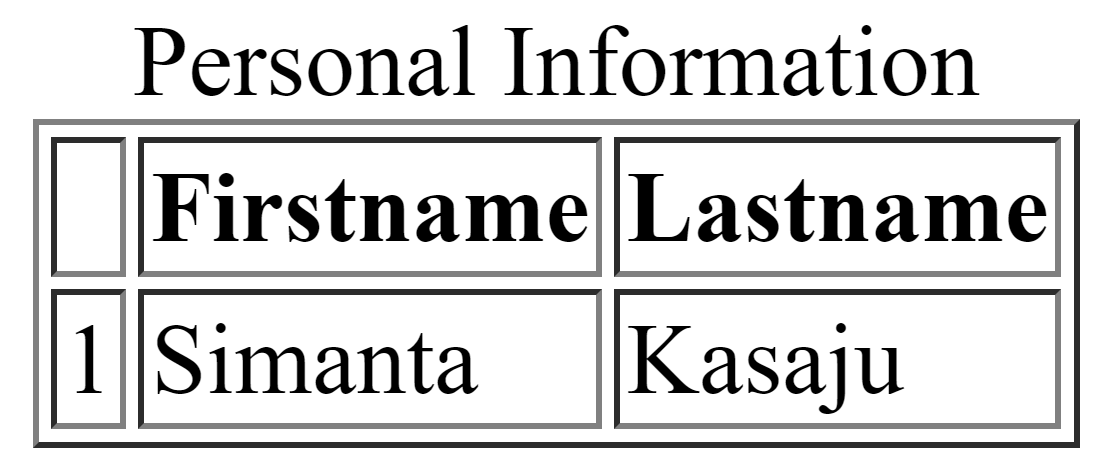 Personal Information
Firstname Lastname
1 Simanta Kasaju